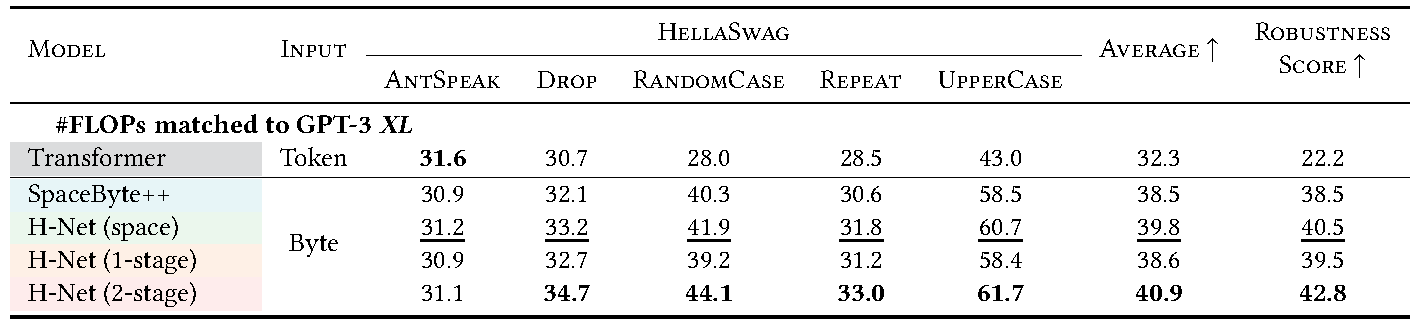 MODEL INPUT HELLASWAG AVERAGE ↑ ROBUSTNESS SCORE ↑
ANTSPEAK DROP RANDOMCASE REPEAT UPPERCASE
#FLOPs matched to GPT-3 XL
Transformer Token 31.6 30.7 28.0 28.5 43.0 32.3 22.2
SpaceByte++ 30.9 32.1 40.3 30.6 58.5 38.5 38.5
H-Net (space) Byte 31.2 33.2 41.9 31.8 60.7 39.8 40.5
H-Net (1-stage) 30.9 32.7 39.2 31.2 58.4 38.6 39.5
H-Net (2-stage) 31.1 34.7 44.1 33.0 61.7 40.9 42.8